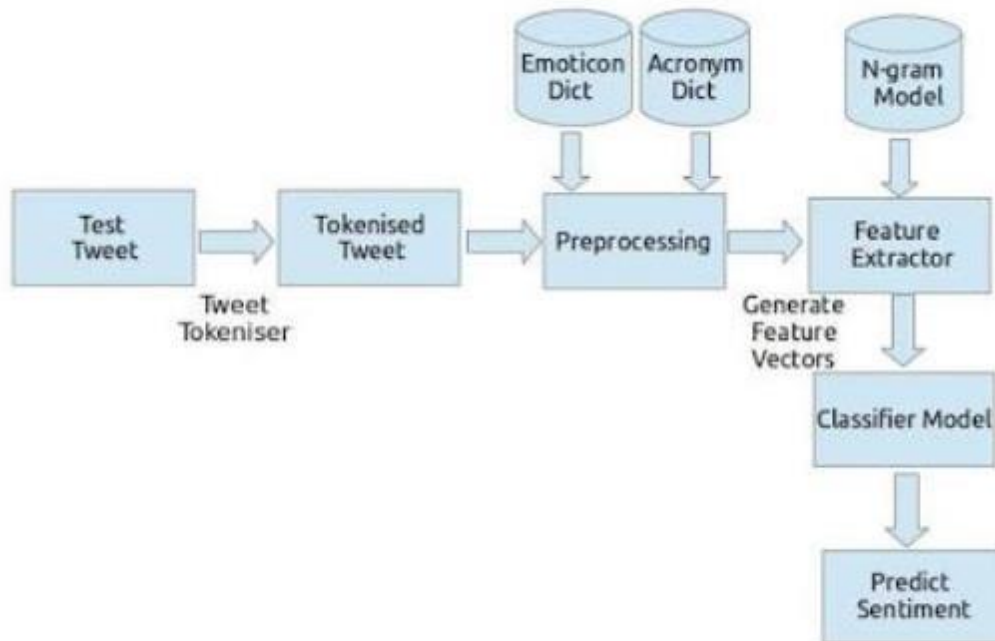 Emoticon
Dict
Acronym
Dict
N-gram
Model
Test
Tweet
Tokenised
Tweet
Preprocessing
Feature
Extractor
Tweet
Tokeniser
Generate
Feature
Vectors
Classifier Model
Predict
Sentiment